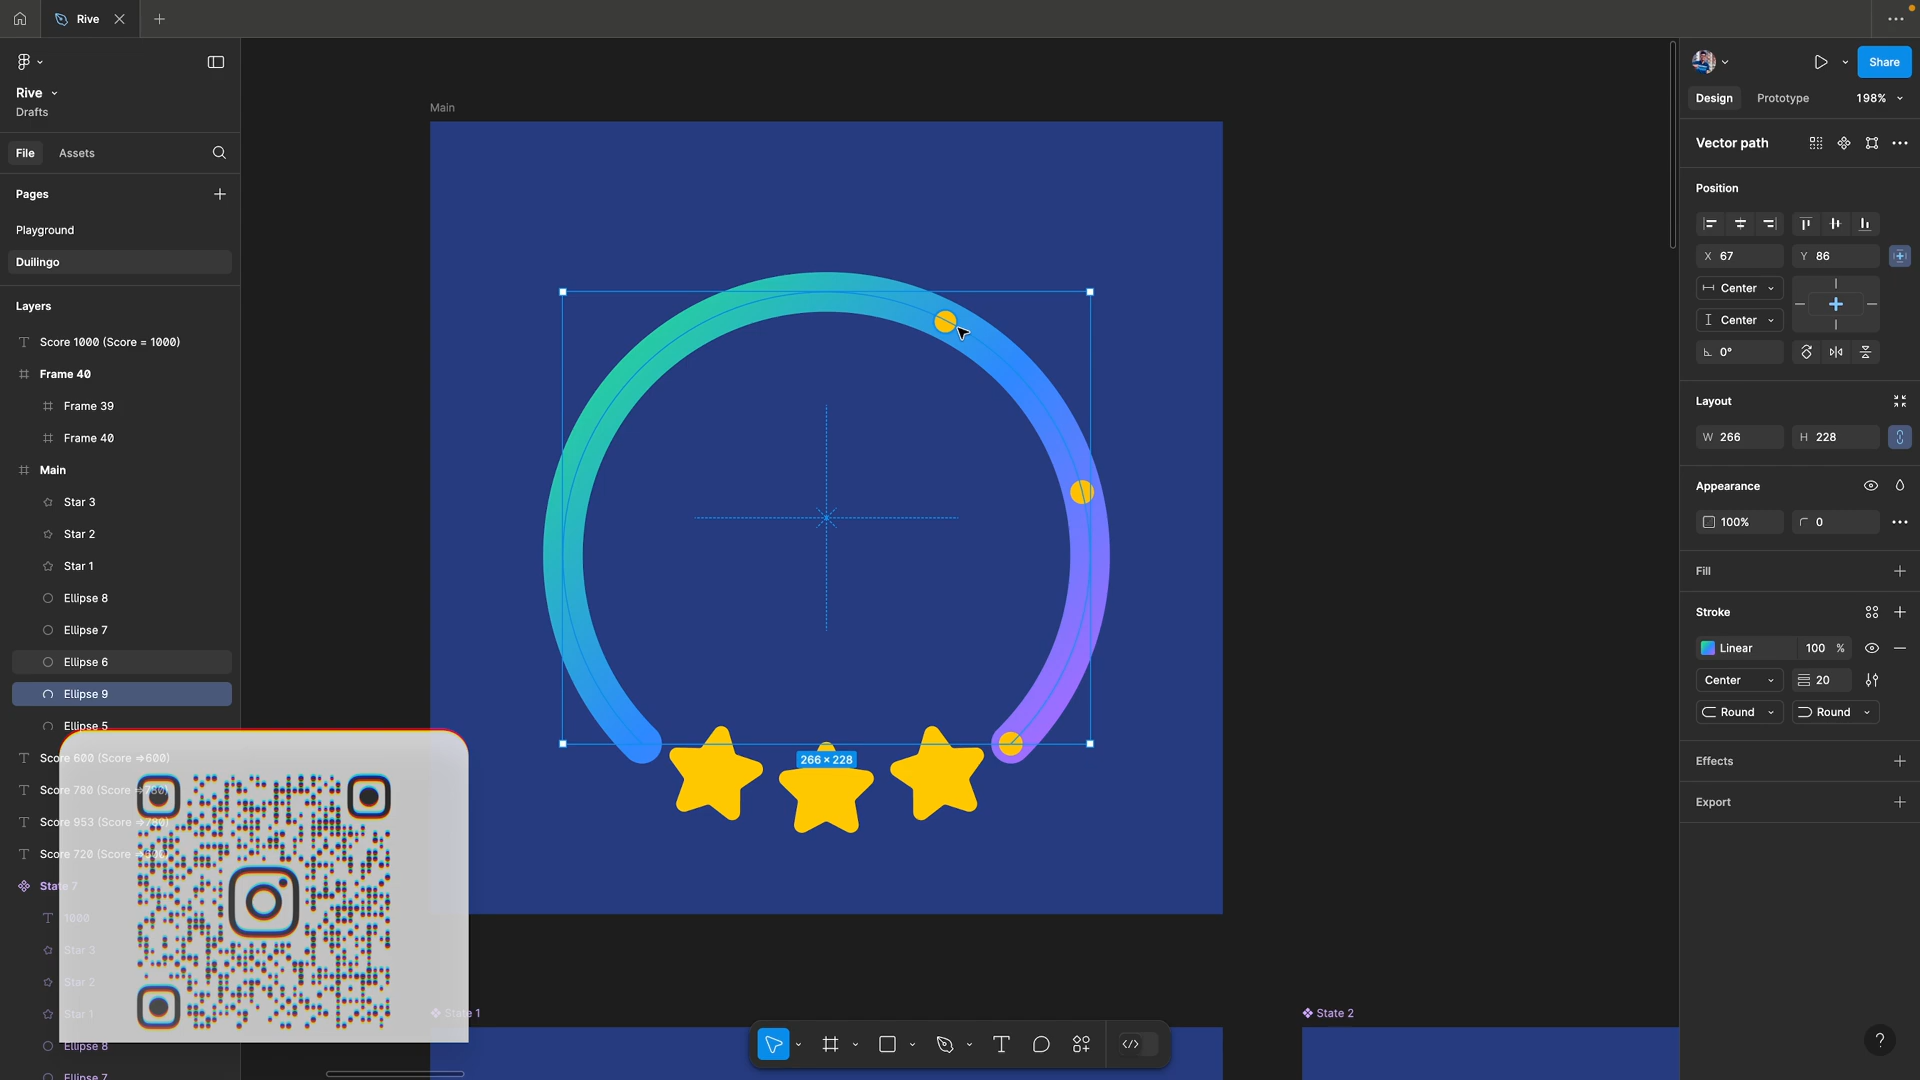 Rive
Rive
Drafts
File
Assets
Pages
Playground
Duilingo
Layers
Score 1000 (Score = 1000)
Frame 40
Frame 39
Frame 40
Main
Star 3
Star 2
Star 1
Ellipse 8
Ellipse 7
Ellipse 6
Ellipse 9
Ellipse 5
Score 600 (Score =>600)
Score 780 (Score =>780)
Score 953 (Score =>780)
Score 720 (Score =>600)
State 7
1000
Star 3
Star 2
Star 1
Ellipse 8
Ellipse 7
Main
266 × 228
State 1
State 2
Share
Design
Prototype
198%
Vector path
Position
X 67
Y 86
Center
Center
0°
Layout
W 266
H 228
Appearance
100%
0
Fill
Stroke
Linear
100 %
Center
20
Round
Round
Effects
Export
?